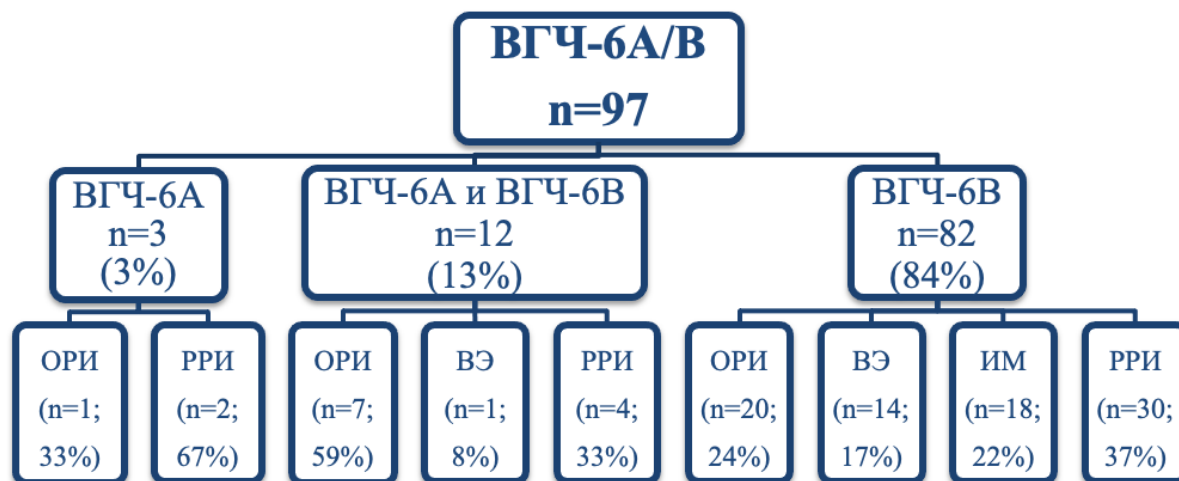 ВГЧ-6А/В
n=97
ВГЧ-6А
n=3
(3%)
ВГЧ-6А и ВГЧ-6В
n=12
(13%)
ВГЧ-6В
n=82
(84%)
ОРИ
(n=1;
33%)
РРИ
(n=2;
67%)
ОРИ
(n=7;
59%)
ВЭ
(n=1;
8%)
РРИ
(n=4;
33%)
ОРИ
(n=20;
24%)
ВЭ
(n=14;
17%)
ИМ
(n=18;
22%)
РРИ
(n=30;
37%)